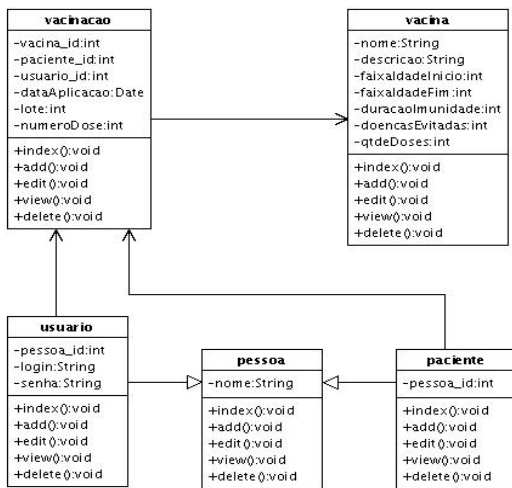 vacinacao
-vacina_id:int
-paciente_id:int
-usuario_id:int
-dataAplicacao:Date
-lote:int
-numeroDose:int
+index():void
+add():void
+edit():void
+view():void
+delete():void
vacina
-nome:String
-descricao:String
-faixaIdadeInicio:int
-faixaIdadeFim:int
-duracaoImunidade:int
-doencasEvitadas:int
-qtdeDoses:int
+index():void
+add():void
+edit():void
+view():void
+delete():void
usuario
-pessoa_id:int
-login:String
-senha:String
+index():void
+add():void
+edit():void
+view():void
+delete():void
pessoa
-nome:String
+index():void
+add():void
+edit():void
+view():void
+delete():void
paciente
-pessoa_id:int
+index():void
+add():void
+edit():void
+view():void
+delete():void